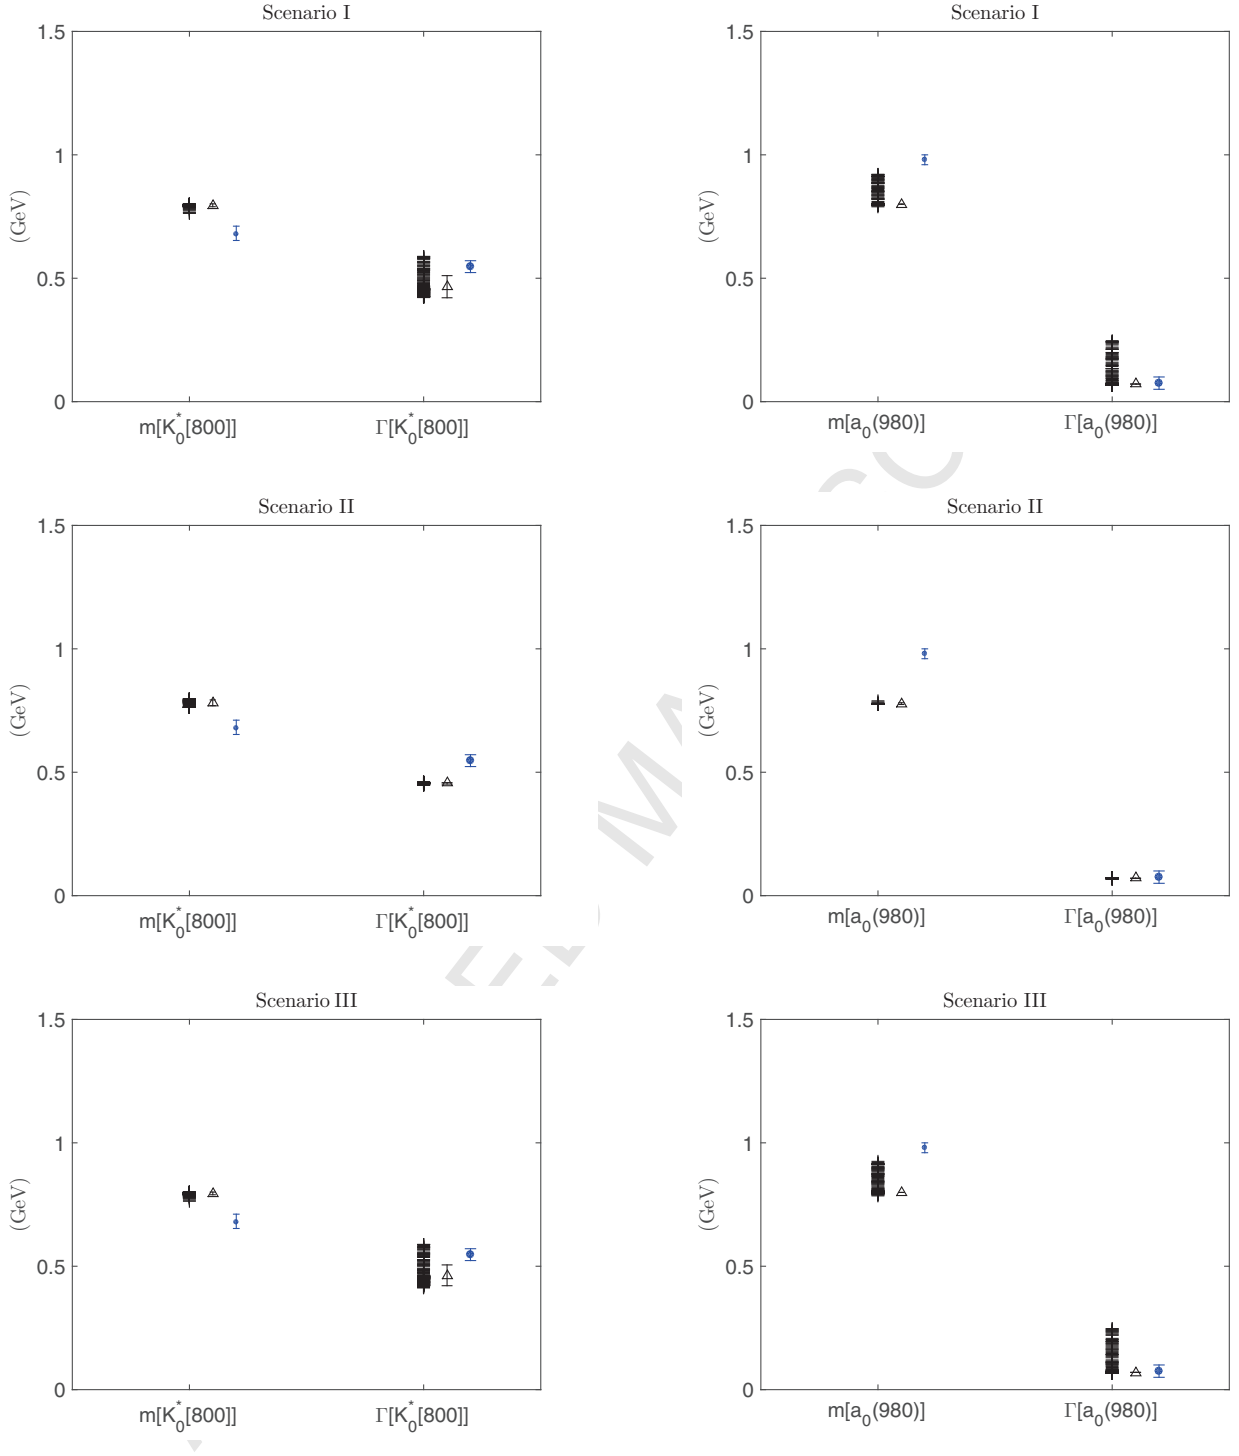 Scenario I
1.5
1
0.5
0
(GeV)
m[K*0[800]]
Γ[K*0[800]]
Scenario I
1.5
1
0.5
0
(GeV)
m[a0(980)]
Γ[a0(980)]
Scenario II
1.5
1
0.5
0
(GeV)
m[K*0[800]]
Γ[K*0[800]]
Scenario II
1.5
1
0.5
0
(GeV)
m[a0(980)]
Γ[a0(980)]
Scenario III
1.5
1
0.5
0
(GeV)
m[K*0[800]]
Γ[K*0[800]]
Scenario III
1.5
1
0.5
0
(GeV)
m[a0(980)]
Γ[a0(980)]